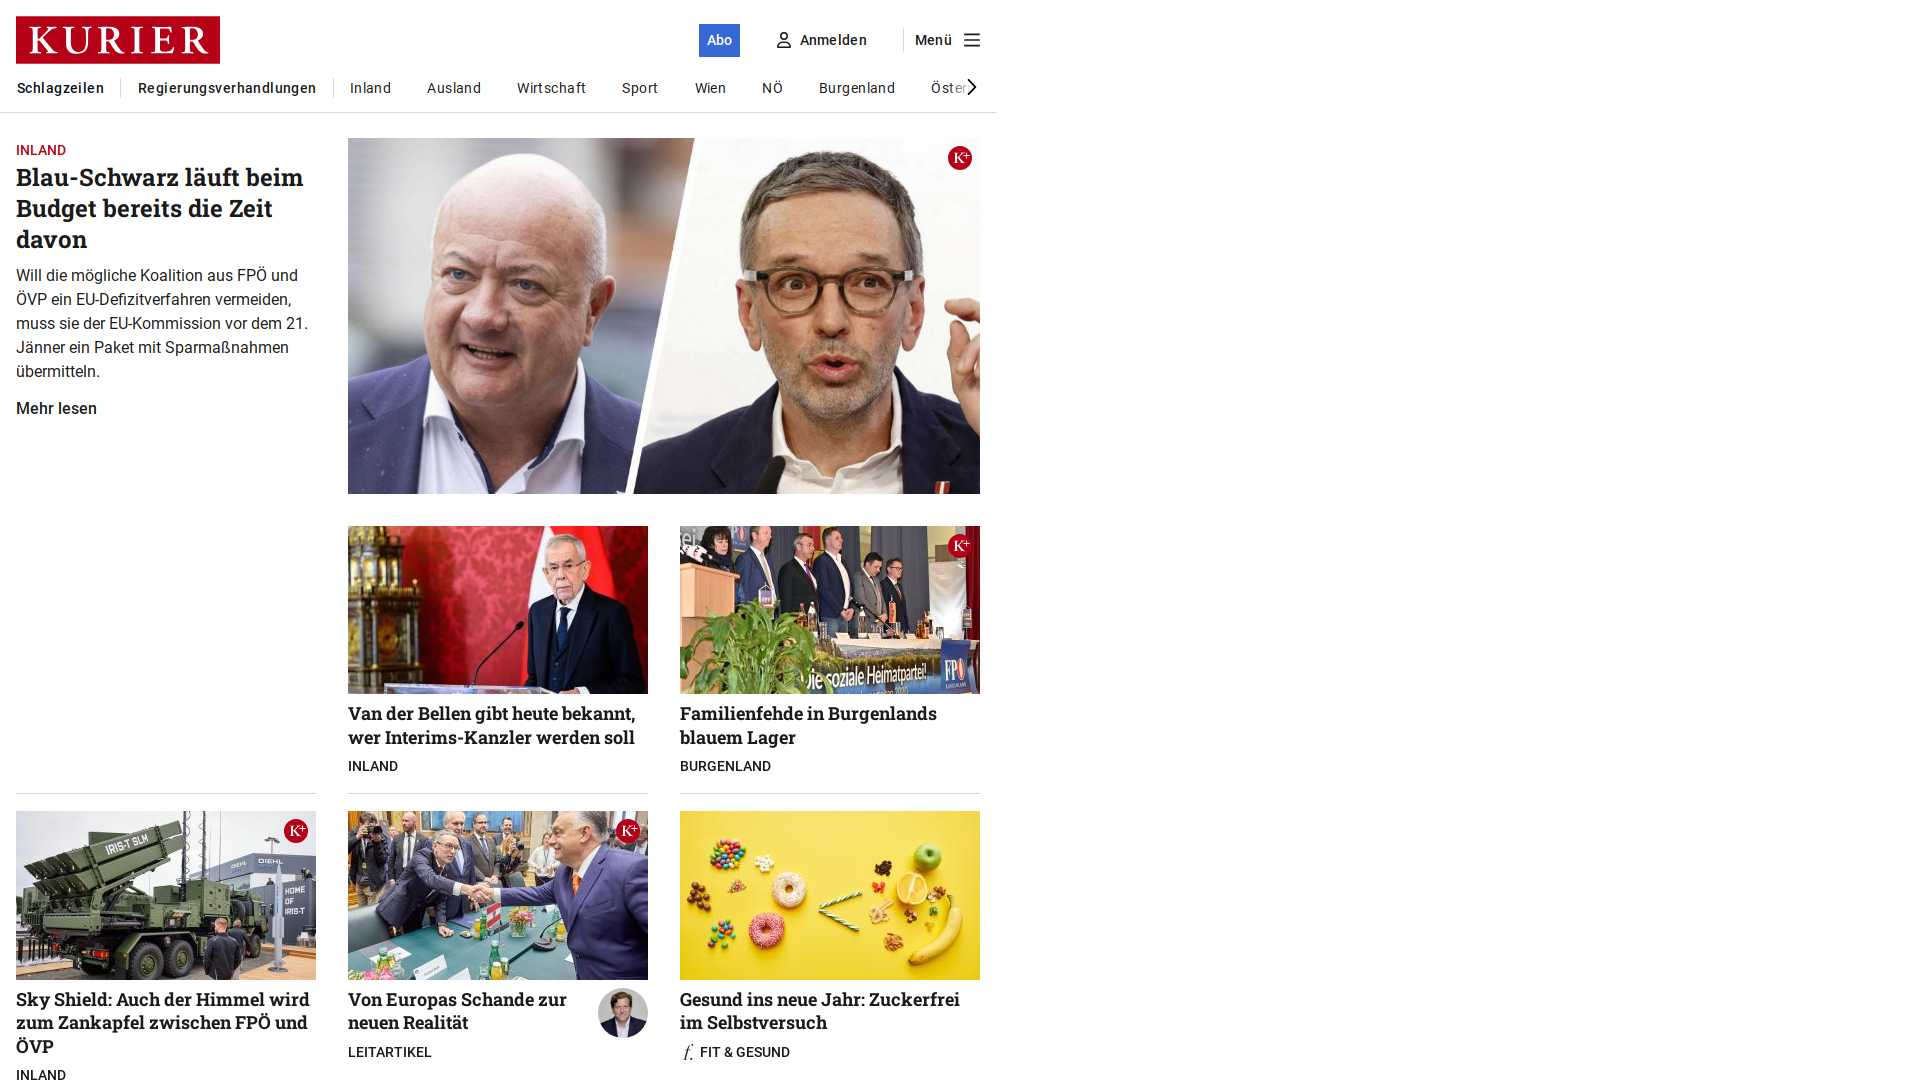 KURIER
Abo
Anmelden
Menü
Schlagzeilen
Regierungsverhandlungen
Inland
Ausland
Wirtschaft
Sport
Wien
NÖ
Burgenland
Öster
INLAND
Blau-Schwarz läuft beim
Budget bereits die Zeit
davon
Will die mögliche Koalition aus FPÖ und
ÖVP ein EU-Defizitverfahren vermeiden,
muss sie der EU-Kommission vor dem 21.
Jänner ein Paket mit Sparmaßnahmen
übermitteln.
Mehr lesen
K+
K+
FPÖ
Die soziale Heimatpartei!
Van der Bellen gibt heute bekannt,
wer Interims-Kanzler werden soll
INLAND
Familienfehde in Burgenlands
blauem Lager
BURGENLAND
IRIS-T SLM
DIEHL
DIEHL
HOME
OF
IRIS-T
K+
K+
Sky Shield: Auch der Himmel wird
zum Zankapfel zwischen FPÖ und
ÖVP
INLAND
Von Europas Schande zur
neuen Realität
LEITARTIKEL
Gesund ins neue Jahr: Zuckerfrei
im Selbstversuch
f. FIT & GESUND